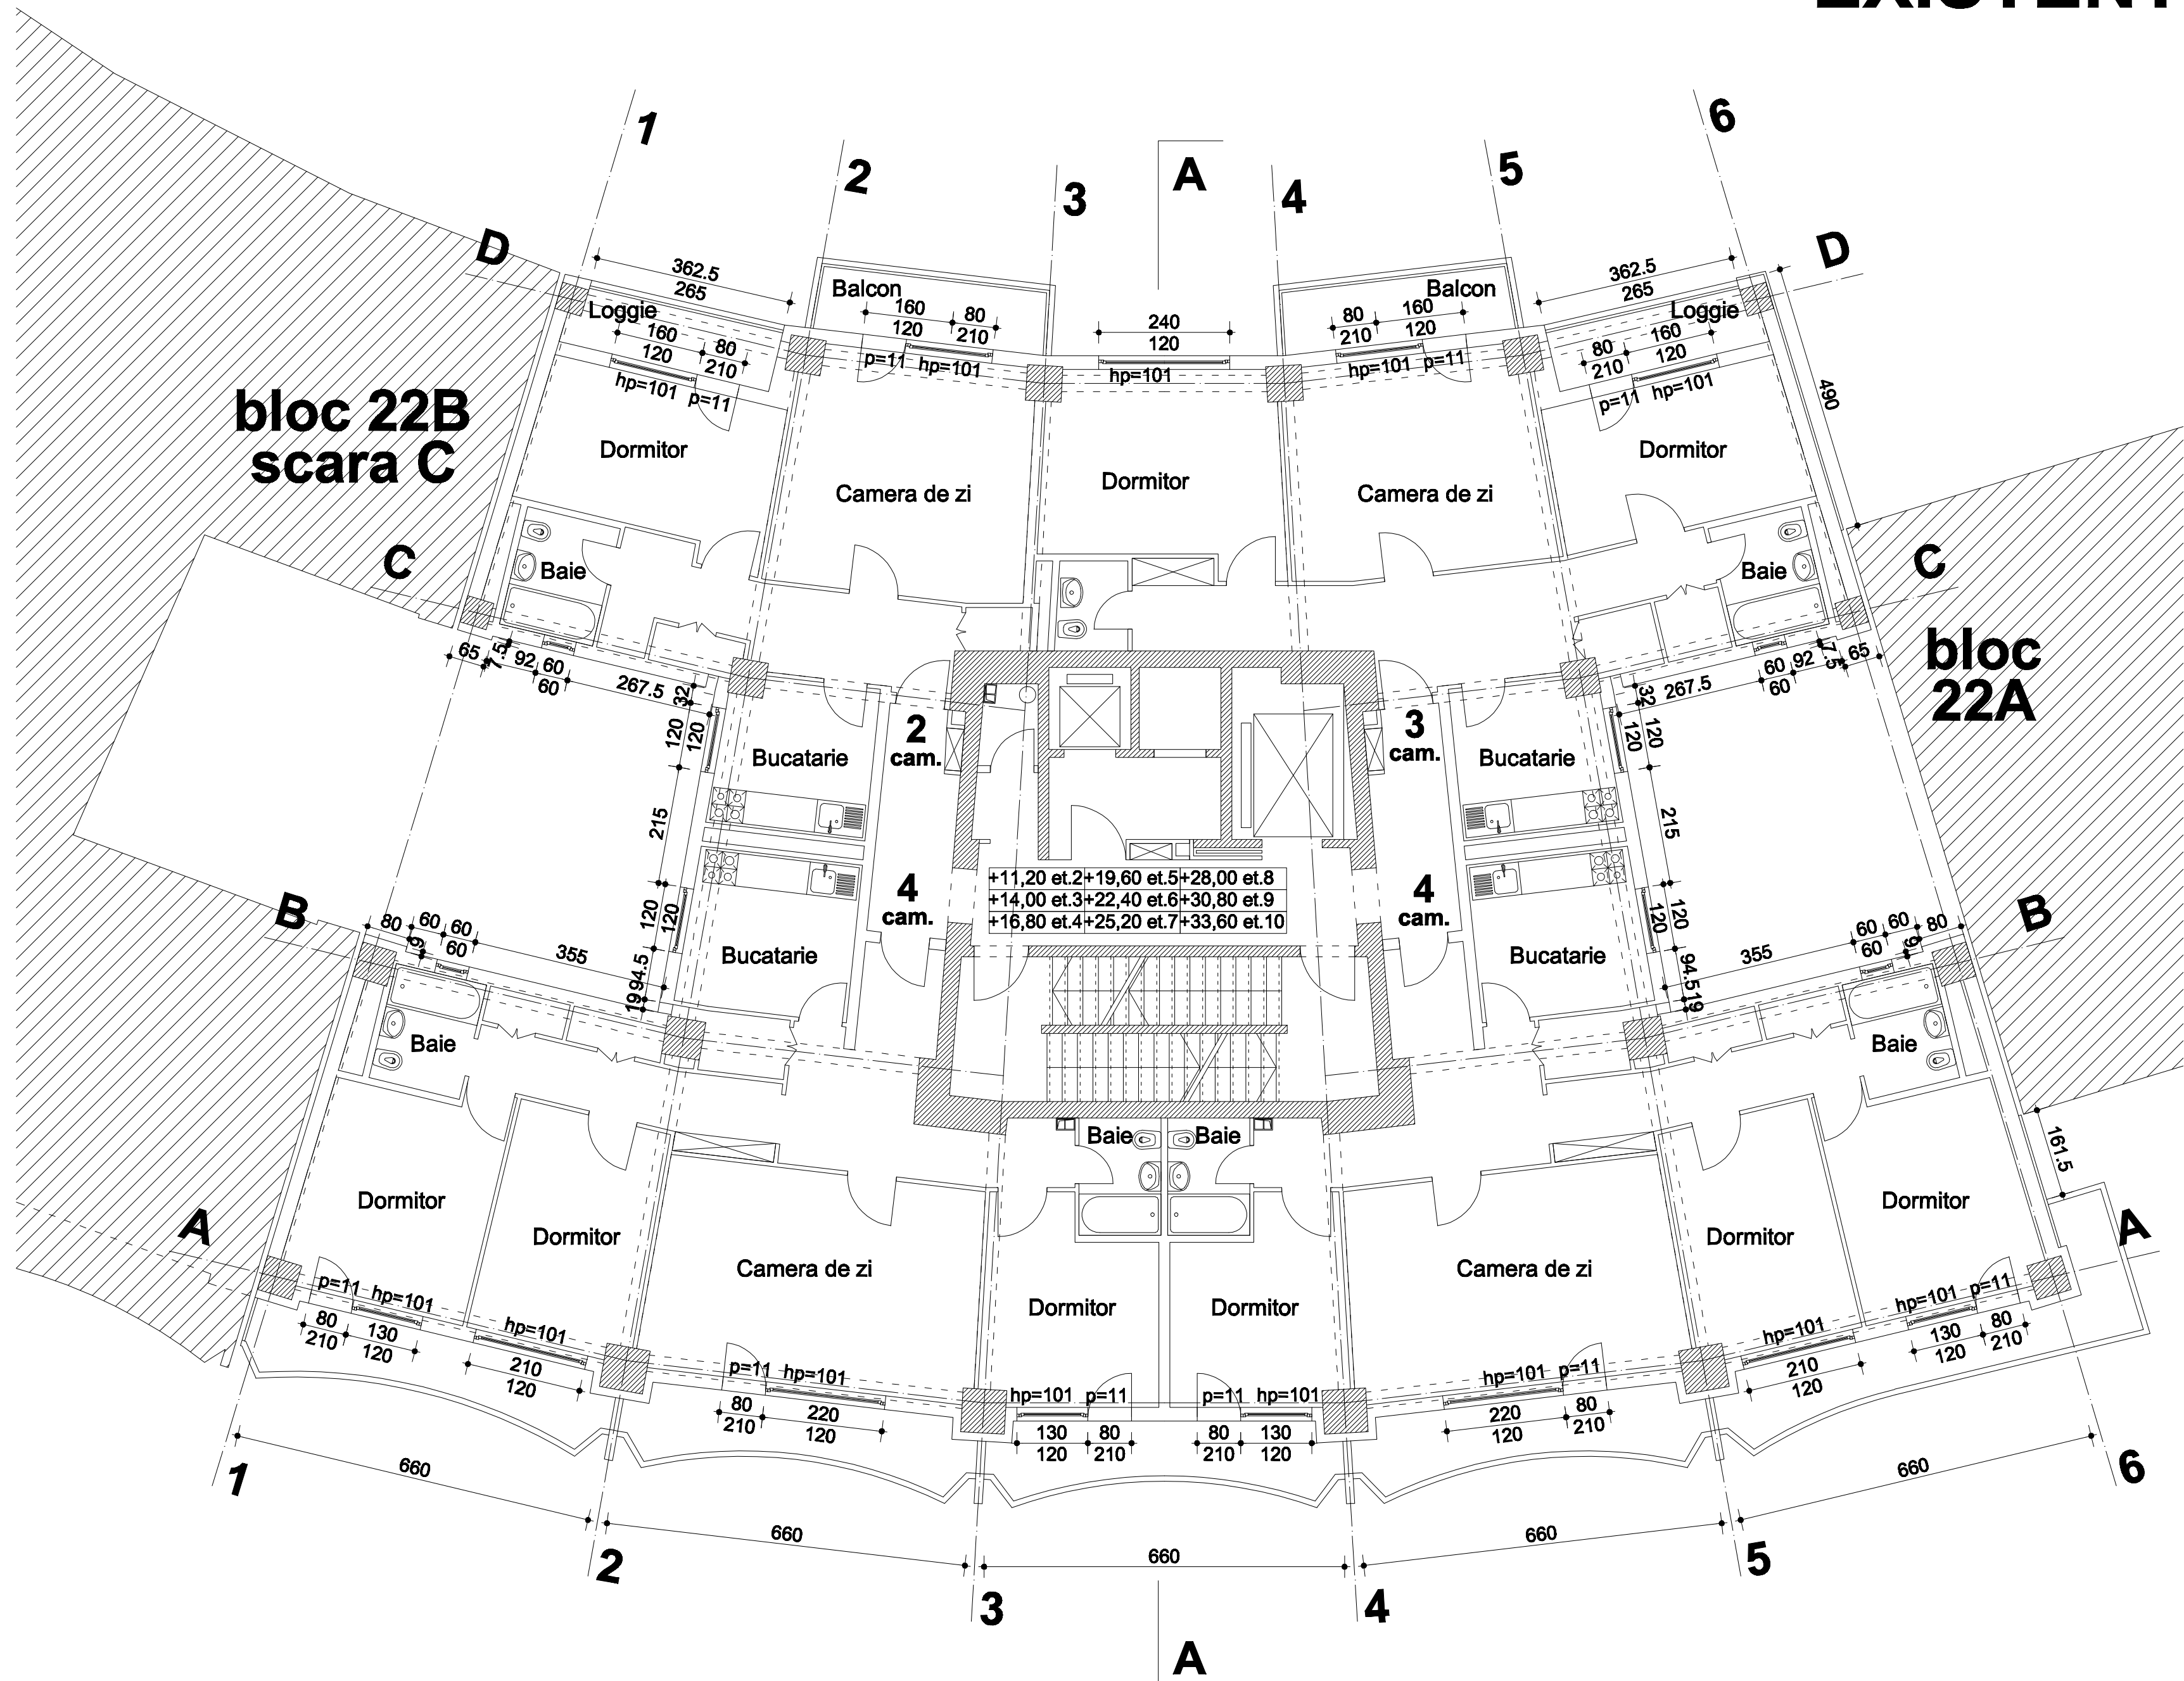 1
2
3
A
4
5
6
D
362.5
265
Loggie
160
120
80
210
hp=101
p=11
Balcon
160
120
80
210
p=11
hp=101
240
120
hp=101
Balcon
80
210
160
120
hp=101
p=11
362.5
265
Loggie
160
120
80
210
p=11
hp=101
D
490
bloc 22B
scara C
Dormitor
Camera de zi
Dormitor
Camera de zi
Dormitor
C
Baie
Baie
C
65
7.5
92
60
60
267.5
32
120
120
215
120
120
94.5
19
bloc
22A
60
92
7.5
65
60
267.5
32
120
120
215
120
120
94.5
19
Bucatarie
2
cam.
3
cam.
Bucatarie
+11,20 et.2 +19,60 et.5 +28,00 et.8
+14,00 et.3 +22,40 et.6 +30,80 et.9
+16,80 et.4 +25,20 et.7 +33,60 et.10
4
cam.
4
cam.
Bucatarie
Bucatarie
B
80
60
60
9
60
355
355
60
60
80
60
9
B
Baie
Baie
Baie
Baie
161.5
Dormitor
Dormitor
Camera de zi
Dormitor
Dormitor
Camera de zi
Dormitor
Dormitor
A
A
p=11
hp=101
80
210
130
120
hp=101
210
120
p=11
hp=101
80
210
220
120
hp=101
p=11
130
120
80
210
p=11
hp=101
80
210
130
120
hp=101
p=11
220
120
80
210
hp=101
210
120
hp=101
p=11
130
120
80
210
1
660
2
660
3
660
4
660
5
660
6
A